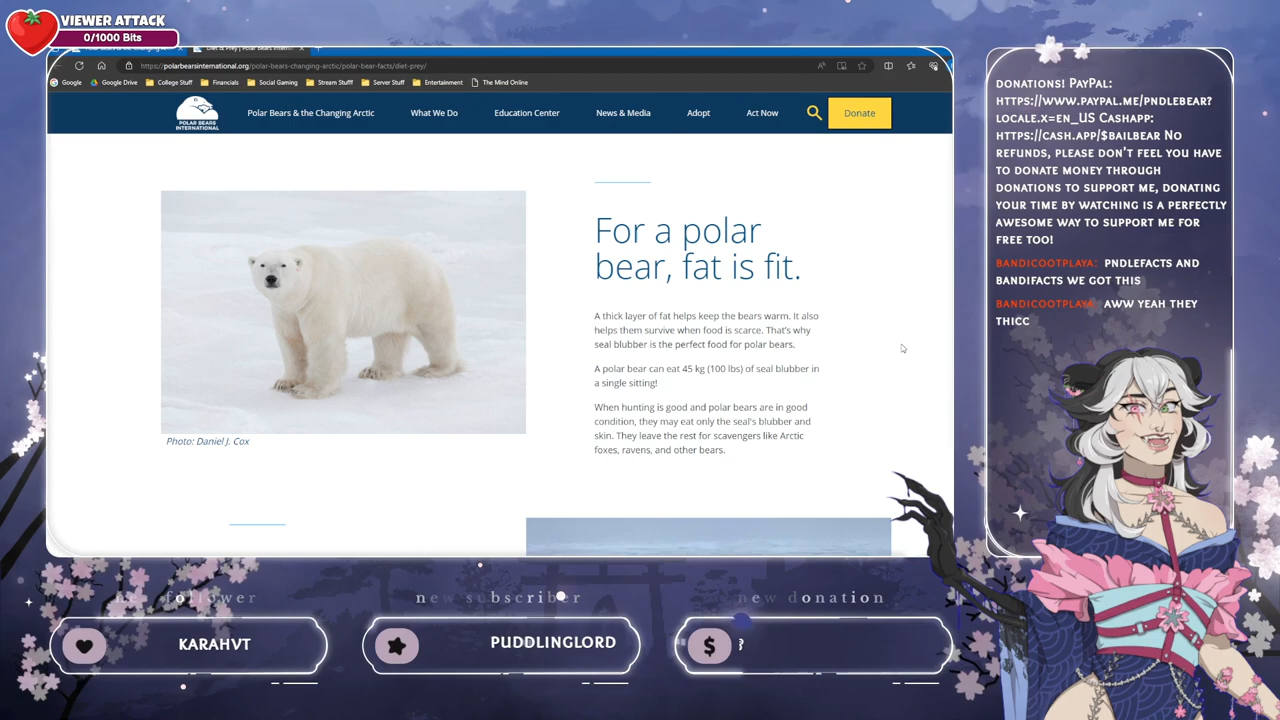 VIEWER ATTACK
0/1000 Bits
https://polarbearsinternational.org/polar-bears-changing-arctic/polar-bear-facts/diet-prey/
Google
Google Drive
College Stuff
Financials
Social Gaming
Stream Stufff
Server Stuff
Entertainment
The Mind Online
POLAR BEARS
INTERNATIONAL
Polar Bears & the Changing Arctic
What We Do
Education Center
News & Media
Adopt
Act Now
Donate
For a polar
bear, fat is fit.
A thick layer of fat helps keep the bears warm. It also
helps them survive when food is scarce. That's why
seal blubber is the perfect food for polar bears.
A polar bear can eat 45 kg (100 lbs) of seal blubber in
a single sitting!
When hunting is good and polar bears are in good
condition, they may eat only the seal's blubber and
skin. They leave the rest for scavengers like Arctic
foxes, ravens, and other bears.
Photo: Daniel J. Cox
DONATIONS! PAYPAL:
HTTPS://WWW.PAYPAL.ME/PNDLEBEAR?
LOCALE.X=EN_US CASHAPP:
HTTPS://CASH.APP/$BAILBEAR NO
REFUNDS, PLEASE DON'T FEEL YOU HAVE
TO DONATE MONEY THROUGH
DONATIONS TO SUPPORT ME, DONATING
YOUR TIME BY WATCHING IS A PERFECTLY
AWESOME WAY TO SUPPORT ME FOR
FREE TOO!
BANDICOOTPLAYA: PNDLEFACTS AND
BANDIFACTS WE GOT THIS
BANDICOOTPLAYA: AWW YEAH THEY
THICC
follower
new subscriber
new donation
KARAHVT
PUDDLINGLORD
$